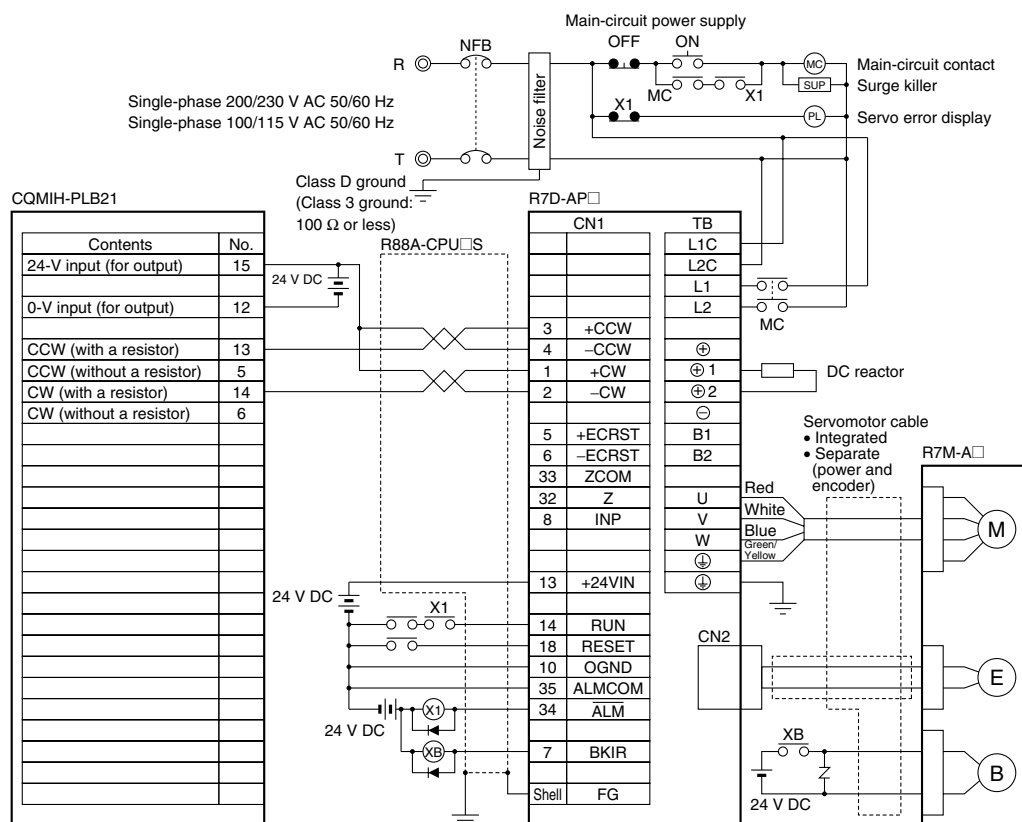 Main-circuit power supply
NFB
OFF
ON
R
MC
Main-circuit contact
MC
X1
SUP
Surge killer
Noise filter
Single-phase 200/230 V AC 50/60 Hz
Single-phase 100/115 V AC 50/60 Hz
X1
PL
Servo error display
T
Class D ground
(Class 3 ground:
100 Ω or less)
CQMIH-PLB21
R7D-AP□
R88A-CPU□S
CN1
TB
Contents
No.
L1C
24-V input (for output)
15
L2C
24 V DC
L1
0-V input (for output)
12
L2
MC
3
+CCW
CCW (with a resistor)
13
4
–CCW
⊕
CCW (without a resistor)
5
1
+CW
⊕ 1
DC reactor
CW (with a resistor)
14
2
–CW
⊕ 2
CW (without a resistor)
6
⊖
Servomotor cable
• Integrated
• Separate
(power and
encoder)
R7M-A□
5
+ECRST
B1
6
–ECRST
B2
33
ZCOM
32
Z
U
Red
8
INP
V
White
W
Blue
Green/
Yellow
M
13
+24VIN
24 V DC
X1
14
RUN
18
RESET
CN2
10
OGND
E
35
ALMCOM
X1
34
ALM
24 V DC
XB
7
BKIR
XB
B
24 V DC
Shell
FG